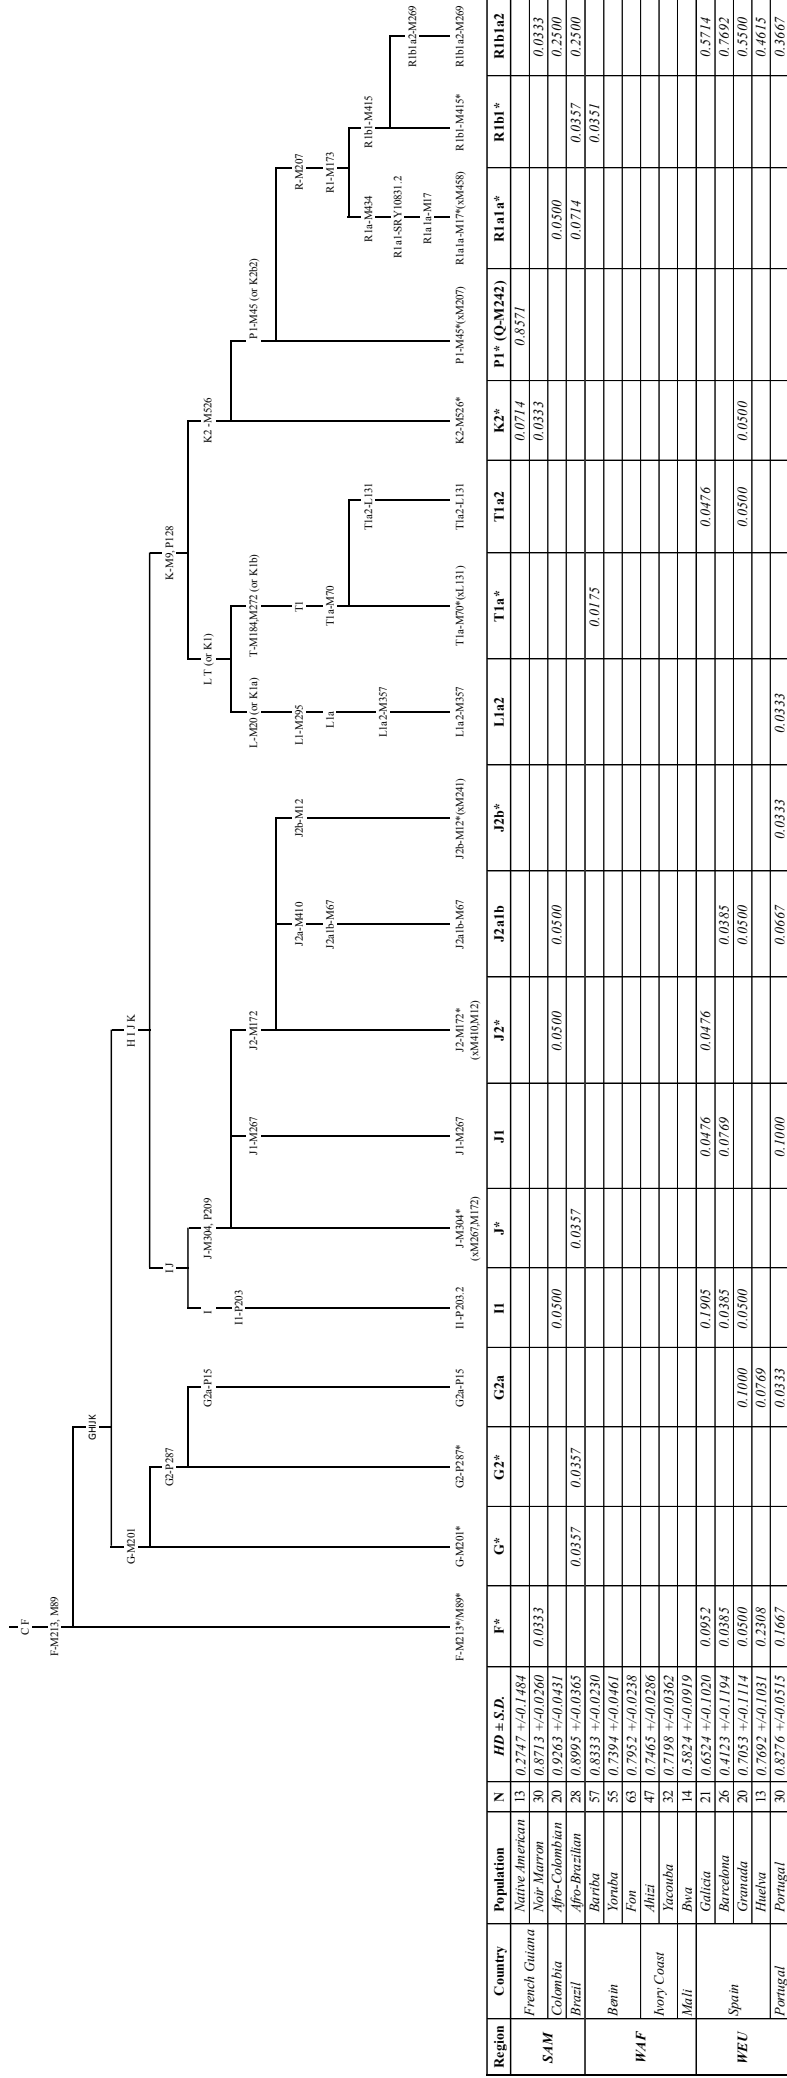 C F
F-M213, M89
GHIJK
G-M201
H I J K
G2-P287
I J
K-M9, P128
G2a-P15
I
J-M304, P209
L T (or K1)
K2 -M526
I1-P203
J1-M267
J2-M172
L-M20 (or K1a)
T-M184,M272 (or K1b)
P1-M45 (or K2b2)
J2a-M410
J2b-M12
L1-M295
T1
R-M207
J2a1b-M67
L1a
T1a-M70
R1-M173
L1a2-M357
T1a2-L131
R1a-M434
R1b1-M415
R1a1-SRY10831.2
R1a1a-M17
R1b1a2-M269
F-M213*/M89*
G-M201*
G2-P287*
G2a-P15
I1-P203.2
J-M304*
(xM267,M172)
J1-M267
J2-M172*
(xM410,M12)
J2a1b-M67
J2b-M12*(xM241)
L1a2-M357
T1a-M70*(xL131)
T1a2-L131
K2-M526*
P1-M45*(xM207)
R1a1a-M17*(xM458)
R1b1-M415*
R1b1a2-M269
Region Country Population N HD ± S.D. F* G* G2* G2a I1 J* J1 J2* J2a1b J2b* L1a2 T1a* T1a2 K2* P1* (Q-M242) R1a1a* R1b1* R1b1a2
SAM French Guiana Native American 13 0.2747 +/-0.1484 0.0714 0.8571
Noir Marron 30 0.8713 +/-0.0260 0.0333 0.0333 0.0333
Colombia Afro-Colombian 20 0.9263 +/-0.0431 0.0500 0.0500 0.0500 0.0500 0.2500
Brazil Afro-Brazilian 28 0.8995 +/-0.0365 0.0357 0.0357 0.0357 0.0714 0.0357 0.2500
WAF Benin Bariba 57 0.8333 +/-0.0230 0.0175 0.0351
Yoruba 55 0.7394 +/-0.0461
Fon 63 0.7952 +/-0.0238
Ivory Coast Ahizi 47 0.7465 +/-0.0286
Yacouba 32 0.7198 +/-0.0362
Mali Bwa 14 0.5824 +/-0.0919
WEU Spain Galicia 21 0.6524 +/-0.1020 0.0952 0.1905 0.0476 0.0476 0.0476 0.5714
Barcelona 26 0.4123 +/-0.1194 0.0385 0.0385 0.0769 0.0385 0.7692
Granada 20 0.7053 +/-0.1114 0.0500 0.1000 0.0500 0.0500 0.0500 0.0500 0.5500
Huelva 13 0.7692 +/-0.1031 0.2308 0.0769 0.4615
Portugal Portugal 30 0.8276 +/-0.0515 0.1667 0.0333 0.1000 0.0667 0.0333 0.0333 0.3667